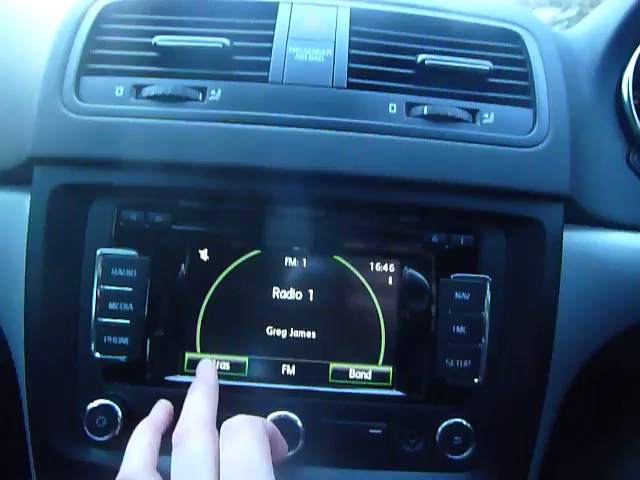 PASSENGER
AIR BAG
RADIO
MEDIA
PHONE
FM: 1
16:46
Radio 1
Greg James
FM
Band
NAV
TMC
SETUP